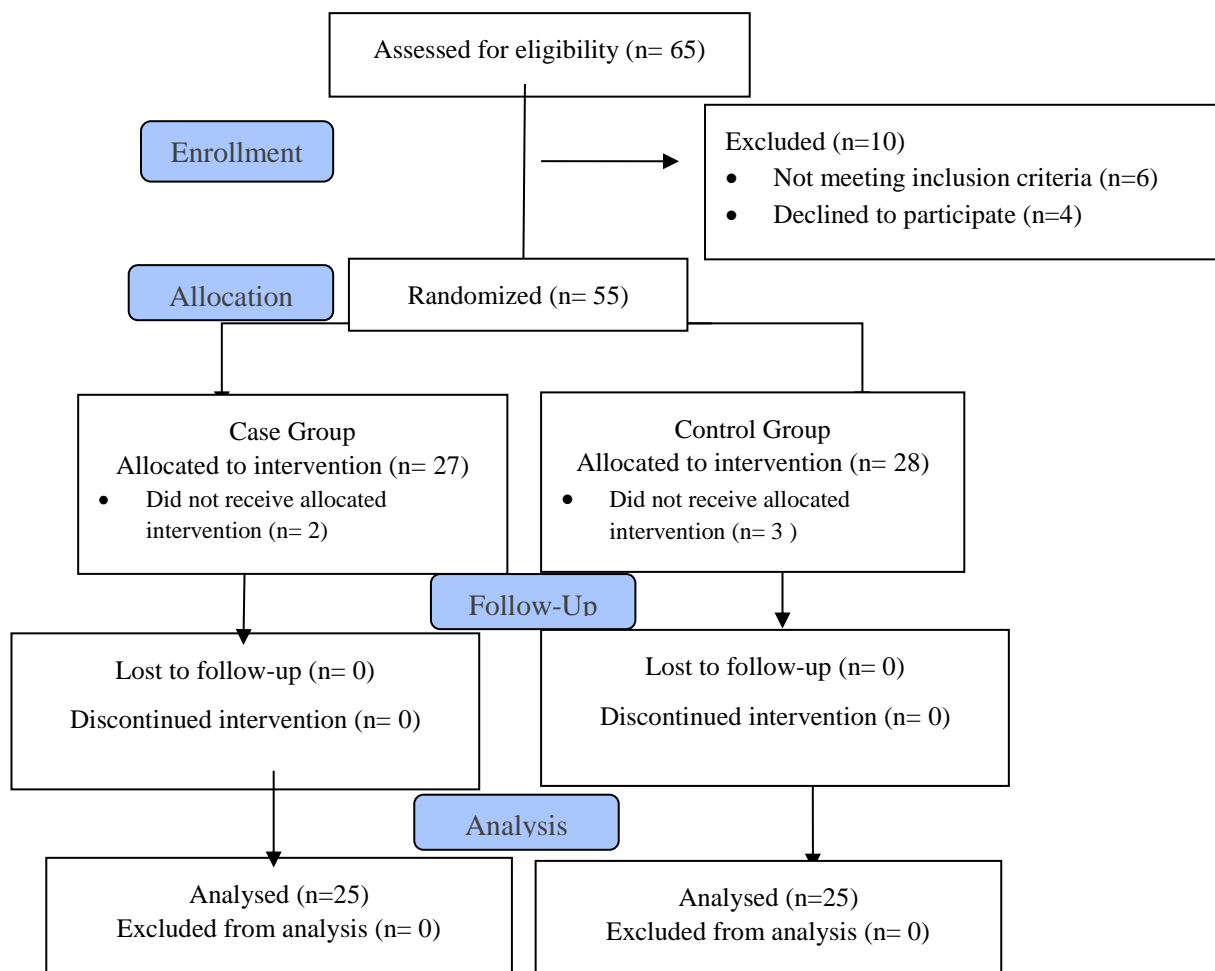 Assessed for eligibility (n= 65)
Enrollment
Excluded (n=10)
• Not meeting inclusion criteria (n=6)
• Declined to participate (n=4)
Allocation
Randomized (n= 55)
Case Group
Allocated to intervention (n= 27)
• Did not receive allocated
intervention (n= 2)
Control Group
Allocated to intervention (n= 28)
• Did not receive allocated
intervention (n= 3 )
Follow-Up
Lost to follow-up (n= 0)
Discontinued intervention (n= 0)
Lost to follow-up (n= 0)
Discontinued intervention (n= 0)
Analysis
Analysed (n=25)
Excluded from analysis (n= 0)
Analysed (n=25)
Excluded from analysis (n= 0)